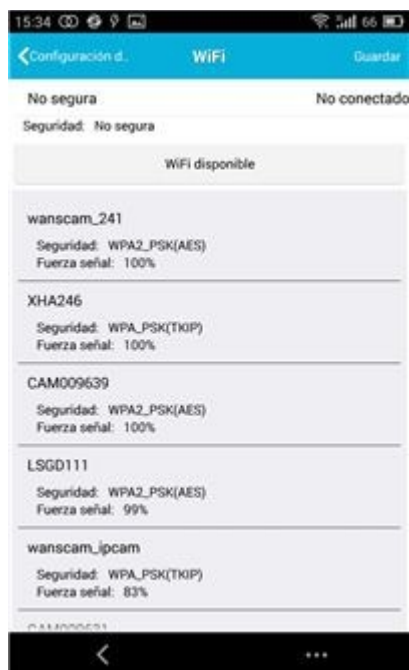 15:34 66
Configuración d.. WiFi Guardar
No segura No conectado
Seguridad: No segura
WiFi disponible
wanscam_241
Seguridad: WPA2_PSK(AES)
Fuerza señal: 100%
XHA246
Seguridad: WPA_PSK(TKIP)
Fuerza señal: 100%
CAM009639
Seguridad: WPA2_PSK(AES)
Fuerza señal: 100%
LSGD111
Seguridad: WPA2_PSK(AES)
Fuerza señal: 99%
wanscam_ipcam
Seguridad: WPA_PSK(TKIP)
Fuerza señal: 83%